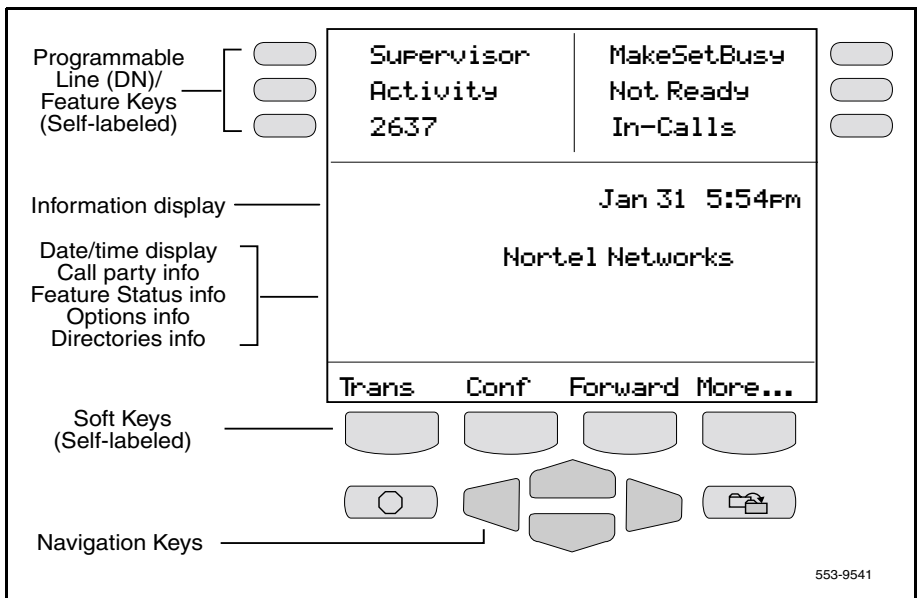 Programmable
Line (DN)/
Feature Keys
(Self-labeled)
Supervisor
MakeSetBusy
Activity
Not Ready
2637
In-Calls
Information display
Jan 31 5:54pm
Nortel Networks
Date/time display
Call party info
Feature Status info
Options info
Directories info
Trans Conf Forward More...
Soft Keys
(Self-labeled)
Navigation Keys
553-9541